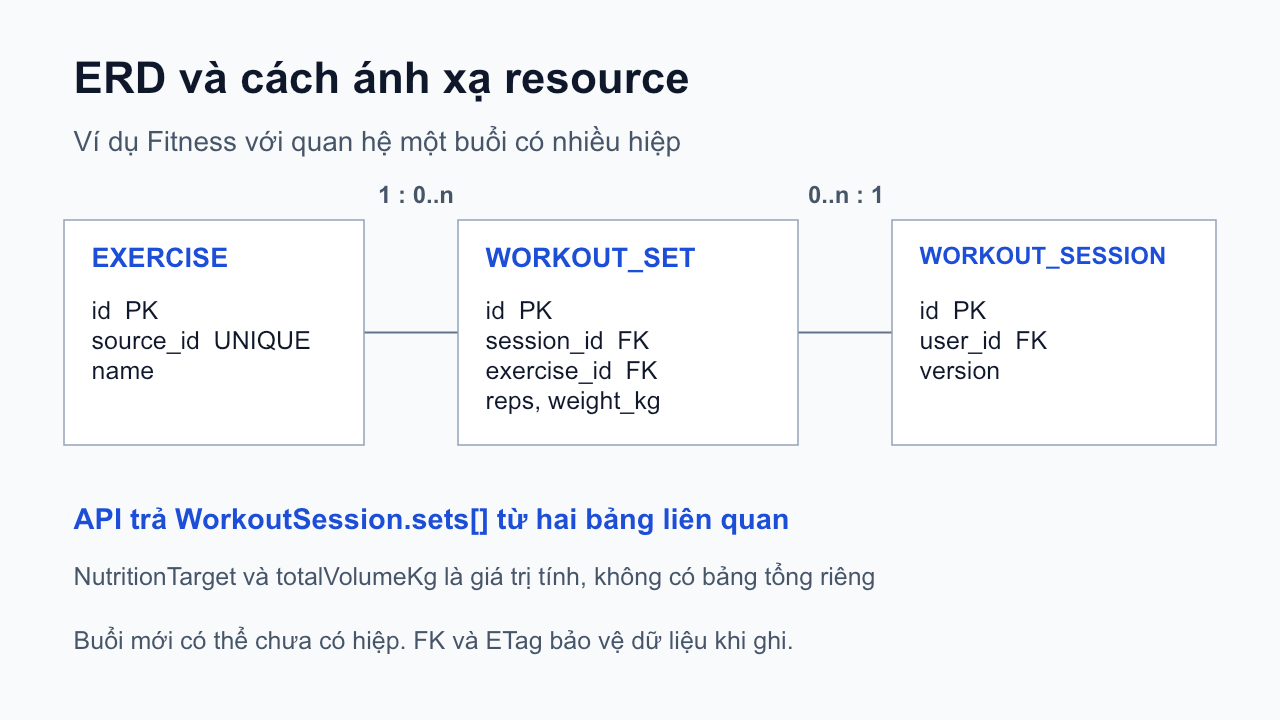 ERD và cách ánh xạ resource
Ví dụ Fitness với quan hệ một buổi có nhiều hiệp
1 : 0..n
0..n : 1
EXERCISE
id  PK
source_id  UNIQUE
name
WORKOUT_SET
id  PK
session_id  FK
exercise_id  FK
reps, weight_kg
WORKOUT_SESSION
id  PK
user_id  FK
version
API trả WorkoutSession.sets[] từ hai bảng liên quan
NutritionTarget và totalVolumeKg là giá trị tính, không có bảng tổng riêng
Buổi mới có thể chưa có hiệp. FK và ETag bảo vệ dữ liệu khi ghi.